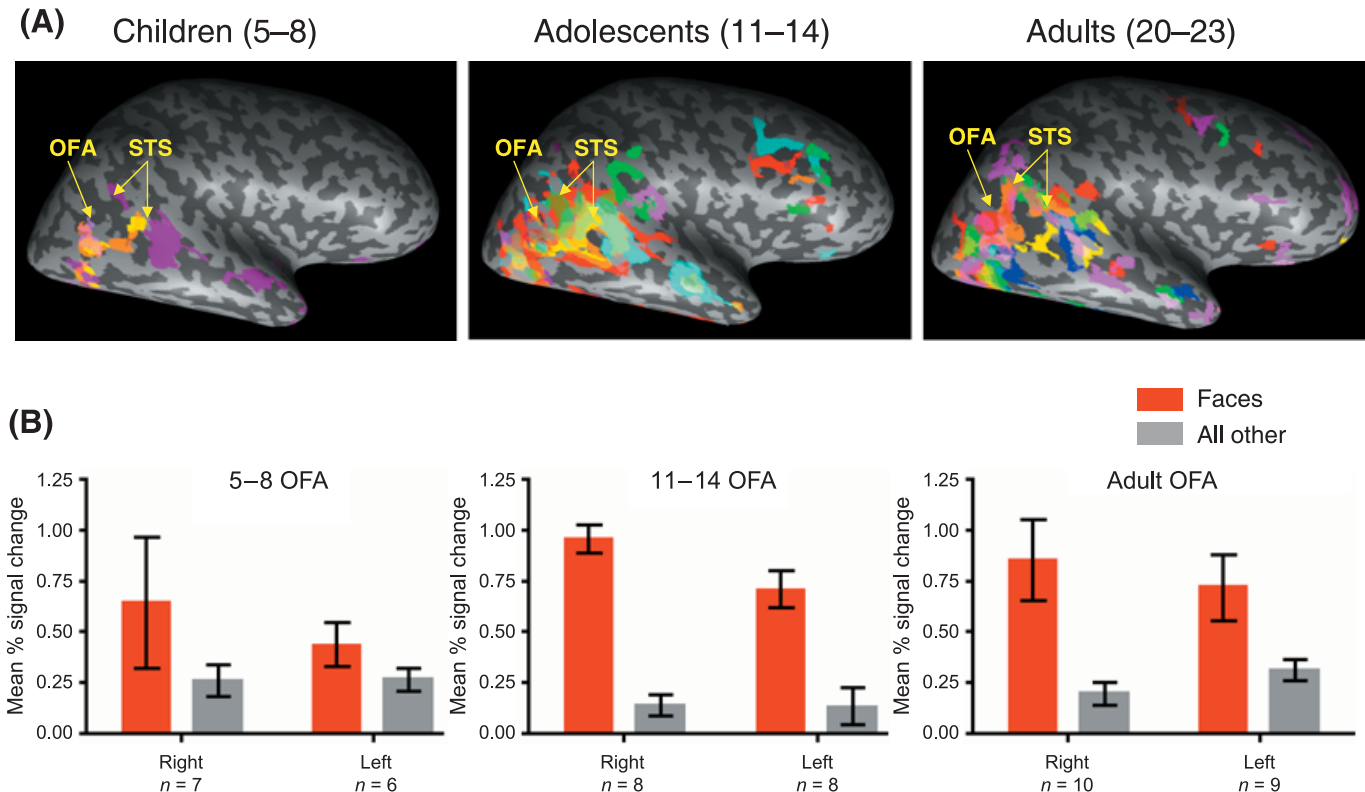 (A)
Children (5–8)
Adolescents (11–14)
Adults (20–23)
OFA STS
OFA STS
OFA STS
(B)
Faces
All other
5–8 OFA
Mean % signal change
1.25
1.00
0.75
0.50
0.25
0.00
Right
n = 7
Left
n = 6
11–14 OFA
Mean % signal change
1.25
1.00
0.75
0.50
0.25
0.00
Right
n = 8
Left
n = 8
Adult OFA
Mean % signal change
1.25
1.00
0.75
0.50
0.25
0.00
Right
n = 10
Left
n = 9